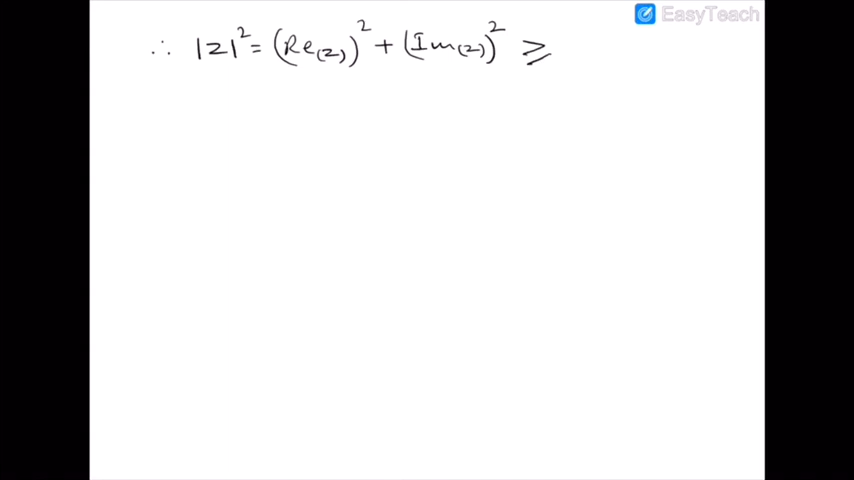 EasyTeach
∴ |z|² = (Re(z))² + (Im(z))² ≥